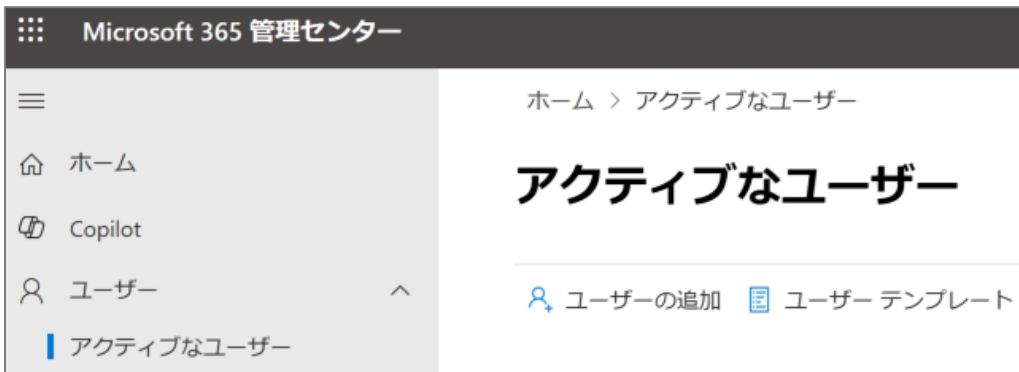 Microsoft 365 管理センター
ホーム > アクティブなユーザー
ホーム
アクティブなユーザー
Copilot
ユーザー
ユーザーの追加 ユーザー テンプレート
アクティブなユーザー